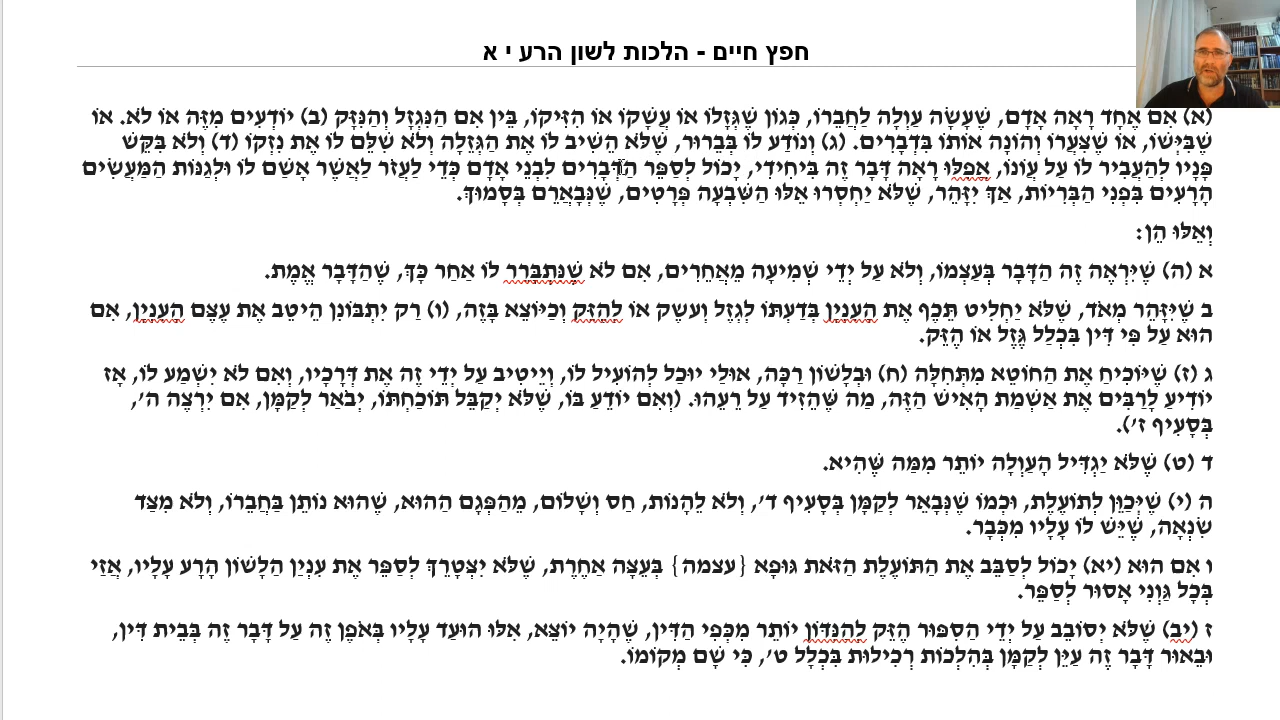 חפץ חיים - הלכות לשון הרע י א
(א) אִם אֶחָד רָאָה אָדָם, שֶׁעָשָׂה עַוְלָה לַחֲבֵרוֹ, כְּגוֹן שֶׁגְּזָלוֹ אוֹ עֲשָׁקוֹ אוֹ הִזִּיקוֹ, בֵּין אִם הַנִּגְזָל וְהַנִּזָּק (ב) יוֹדְעִים מִזֶּה אוֹ לֹא. אוֹ
שֶׁבִּיְּשׁוֹ, אוֹ שֶׁצִּעֲרוֹ וְהוֹנָה אוֹתוֹ בִּדְבָרִים. (ג) וְנוֹדַע לוֹ בְּבֵרוּר, שֶׁלֹּא הֵשִׁיב לוֹ אֶת הַגְּזֵלָה וְלֹא שִׁלֵּם לוֹ אֶת נִזְקוֹ (ד) וְלֹא בִּקֵּשׁ
פָּנָיו לְהַעֲבִיר לוֹ עַל עֲוֹנוֹ, אֲפִלּוּ רָאָה דָּבָר זֶה בִּיחִידִי, יָכוֹל לְסַפֵּר הַדְּבָרִים לִבְנֵי אָדָם כְּדֵי לַעְזֹר לַאֲשֶׁר אָשַׁם לוֹ וּלְגַנּוֹת הַמַּעֲשִׂים
הָרָעִים בִּפְנֵי הַבְּרִיּוֹת, אַךְ יִזָּהֵר, שֶׁלֹּא יַחְסְרוּ אֵלּוּ הַשִּׁבְעָה פְּרָטִים, שֶׁנְּבָאֲרֵם בְּסָמוּךְ.
וְאֵלּוּ הֵן:
א (ה) שֶׁיִּרְאֶה זֶה הַדָּבָר בְּעַצְמוֹ, וְלֹא עַל יְדֵי שְׁמִיעָה מֵאֲחֵרִים, אִם לֹא שֶׁנִּתְבָּרֵר לוֹ אַחַר כָּךְ, שֶׁהַדָּבָר אֱמֶת.
ב שֶׁיִּזָּהֵר מְאֹד, שֶׁלֹּא יַחְלִיט תֵּכֶף אֶת הָעִנְיָן בְּדַעְתּוֹ לְגֶזֶל וְעֹשֶׁק אוֹ לְהֶזֵּק וְכַיּוֹצֵא בָּזֶה, (ו) רַק יִתְבּוֹנֵן הֵיטֵב אֶת עֶצֶם הָעִנְיָן, אִם
הוּא עַל פִּי דִּין בִּכְלַל גֶּזֶל אוֹ הֶזֵּק.
ג (ז) שֶׁיּוֹכִיחַ אֶת הַחוֹטֵא מִתְּחִלָּה (ח) וּבְלָשׁוֹן רַכָּה, אוּלַי יוּכַל לְהוֹעִיל לוֹ, וְיֵיטִיב עַל יְדֵי זֶה אֶת דְּרָכָיו, וְאִם לֹא יִשְׁמַע לוֹ, אָז
יוֹדִיעַ לָרַבִּים אֶת אַשְׁמַת הָאִישׁ הַזֶּה, מַה שֶּׁהֵזִיד עַל רֵעֵהוּ. (וְאִם יוֹדֵעַ בּוֹ, שֶׁלֹּא יְקַבֵּל תּוֹכַחְתּוֹ, יְבֹאַר לְקַמָּן, אִם יִרְצֶה ה',
בְּסָעִיף ז').
ד (ט) שֶׁלֹּא יַגְדִּיל הָעַוְלָה יוֹתֵר מִמַּה שֶּׁהִיא.
ה (י) שֶׁיְּכַוֵּן לְתוֹעֶלֶת, וּכְמוֹ שֶׁנְּבָאֵר לְקַמָּן בְּסָעִיף ד', וְלֹא לֵהָנוֹת, חַס וְשָׁלוֹם, מֵהַפְּגָם הַהוּא, שֶׁהוּא נוֹתֵן בַּחֲבֵרוֹ, וְלֹא מִצַּד
שִׂנְאָה, שֶׁיֵּשׁ לוֹ עָלָיו מִכְּבָר.
ו אִם הוּא (יא) יָכוֹל לְסַבֵּב אֶת הַתּוֹעֶלֶת הַזֹּאת גּוּפָא {עצמה} בְּעֵצָה אַחֶרֶת, שֶׁלֹּא יִצְטָרֵךְ לְסַפֵּר אֶת עִנְיַן הַלָּשׁוֹן הָרָע עָלָיו, אֲזַי
בְּכָל גַּוְנֵי אָסוּר לְסַפֵּר.
ז (יב) שֶׁלֹּא יְסוֹבֵב עַל יְדֵי הַסִּפּוּר הֶזֵּק לְהַנִּדּוֹן יוֹתֵר מִכְּפִי הַדִּין, שֶׁהָיָה יוֹצֵא, אִלּוּ הוּעַד עָלָיו בְּאֹפֶן זֶה עַל דָּבָר זֶה בְּבֵית דִּין,
וּבֵאוּר דָּבָר זֶה עַיֵּן לְקַמָּן בְּהִלְכוֹת רְכִילוּת בִּכְלָל ט', כִּי שָׁם מְקוֹמוֹ.